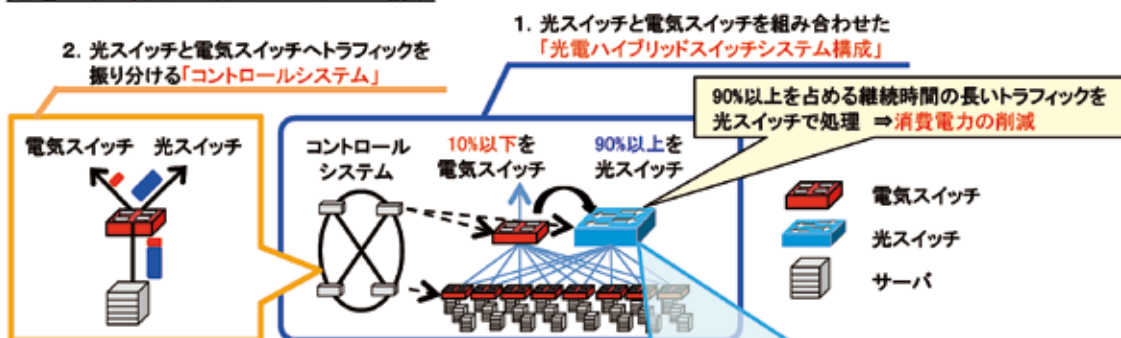 1. 光スイッチと電気スイッチを組み合わせた
「光電ハイブリッドスイッチシステム構成」
2. 光スイッチと電気スイッチへトラフィックを
振り分ける「コントロールシステム」
90%以上を占める継続時間の長いトラフィックを
光スイッチで処理 ⇒消費電力の削減
電気スイッチ 光スイッチ
コントロール
システム
10%以下を
電気スイッチ
90%以上を
光スイッチ
電気スイッチ
光スイッチ
サーバ